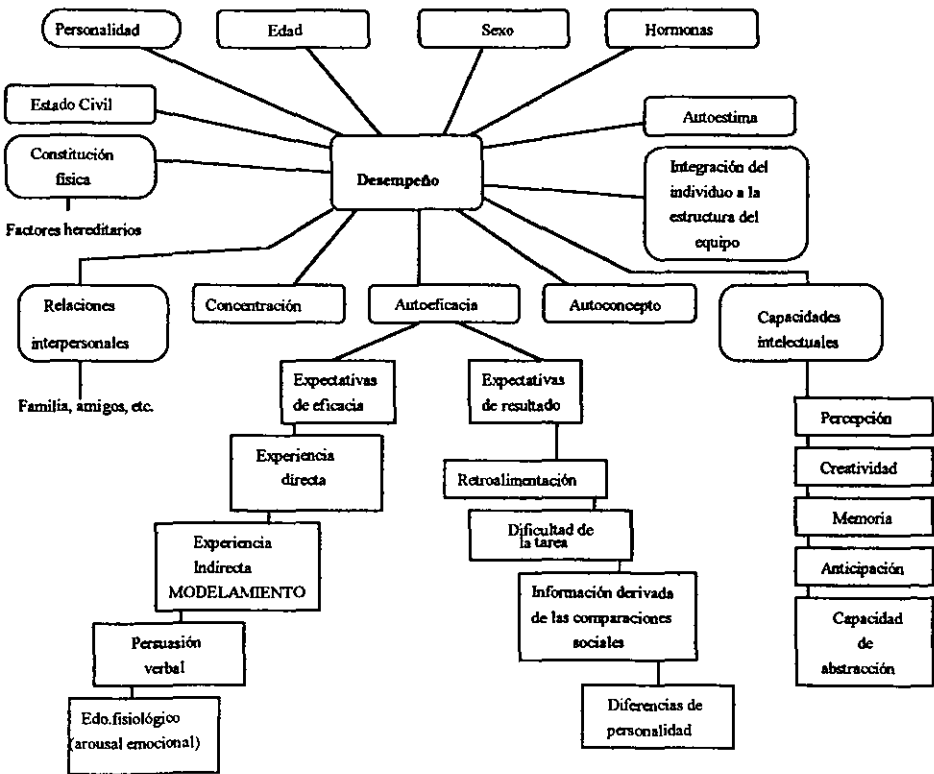 Personalidad
Edad
Sexo
Hormonas
Estado Civil
Autoestima
Constitución
física
Desempeño
Integración del
individuo a la
estructura del
equipo
Factores hereditarios
Relaciones
interpersonales
Concentración
Autoeficacia
Autoconcepto
Capacidades
intelectuales
Familia, amigos, etc.
Expectativas
de eficacia
Expectativas
de resultado
Percepción
Experiencia
directa
Retroalimentación
Creatividad
Experiencia
Indirecta
MODELAMIENTO
Dificultad de
la tarea
Memoria
Anticipación
Información derivada
de las comparaciones
sociales
Capacidad
de
abstracción
Persuasión
verbal
Edo.fisiológico
(arousal emocional)
Diferencias de
personalidad